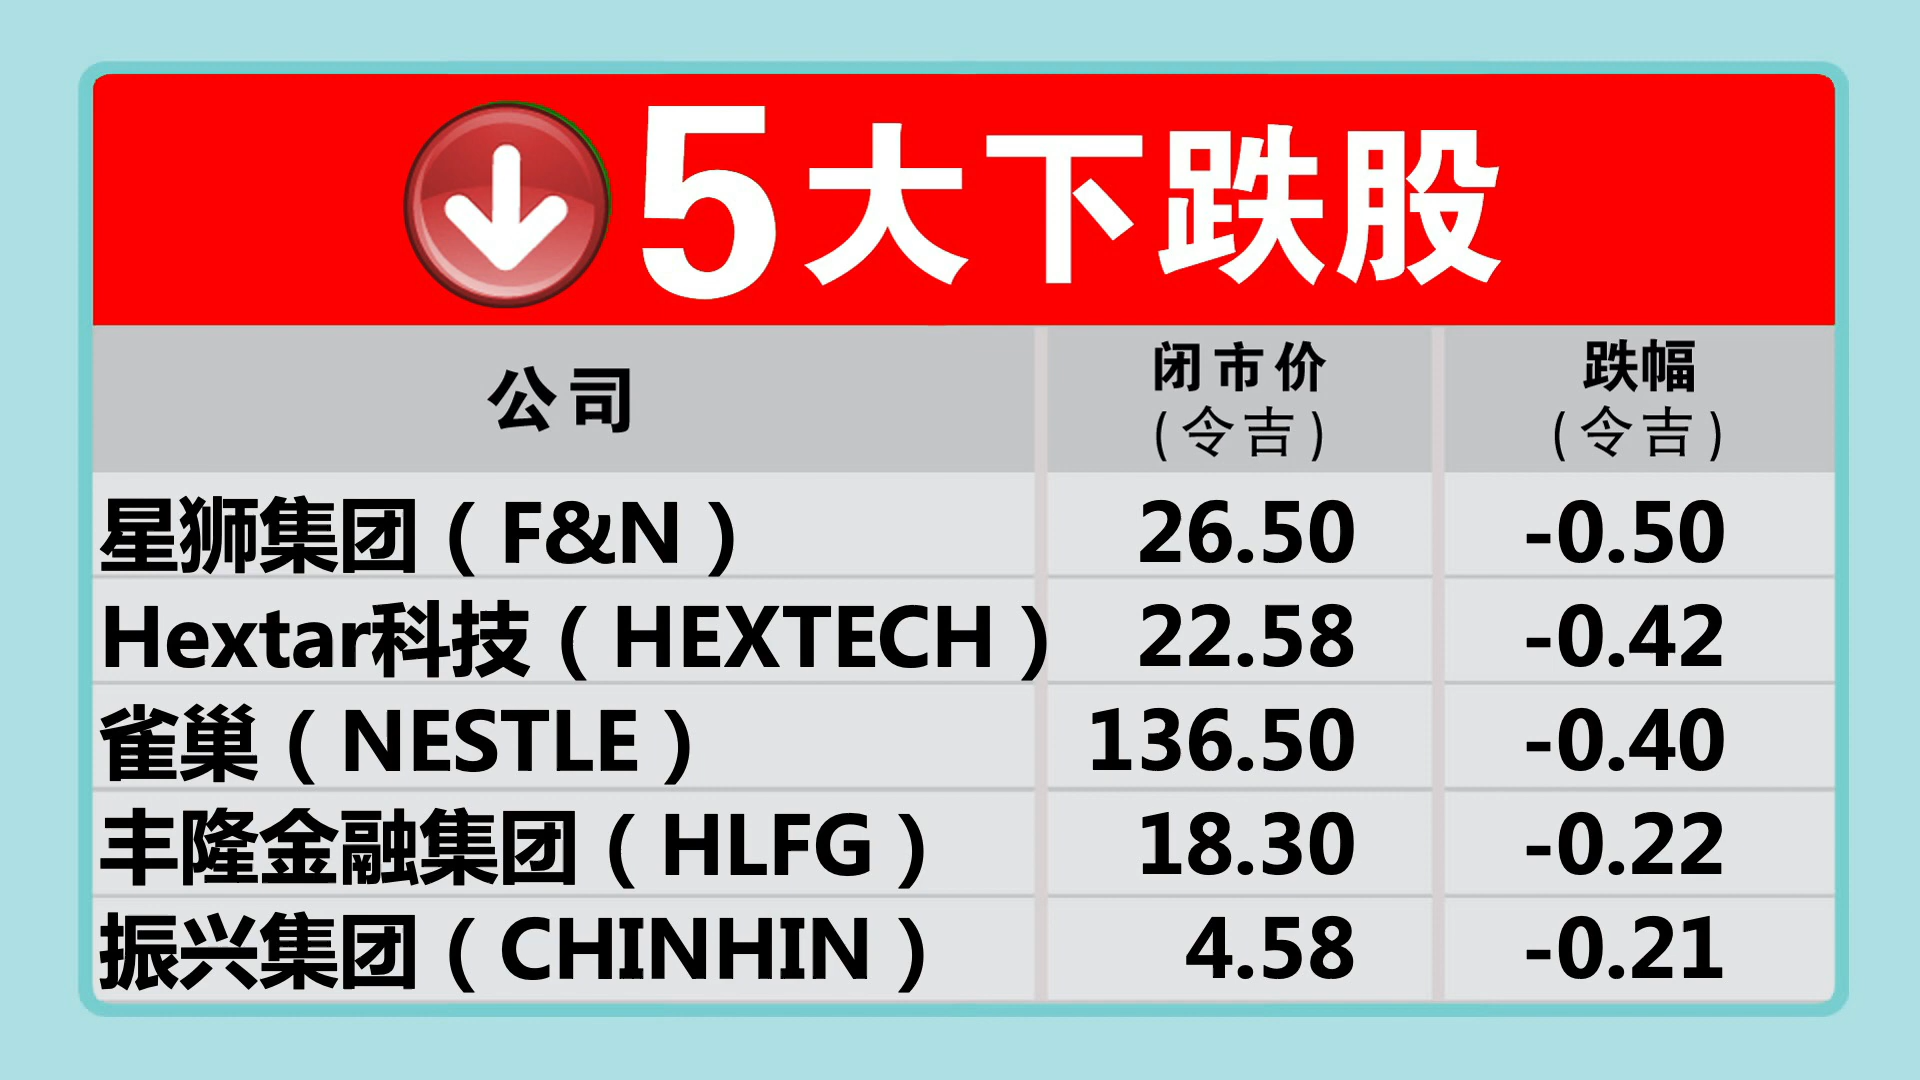 5大下跌股
公司 闭市价 跌幅
(令吉) (令吉)
星狮集团（F&N） 26.50 -0.50
Hextar科技（HEXTECH） 22.58 -0.42
雀巢（NESTLE） 136.50 -0.40
丰隆金融集团（HLFG） 18.30 -0.22
振兴集团（CHINHIN） 4.58 -0.21